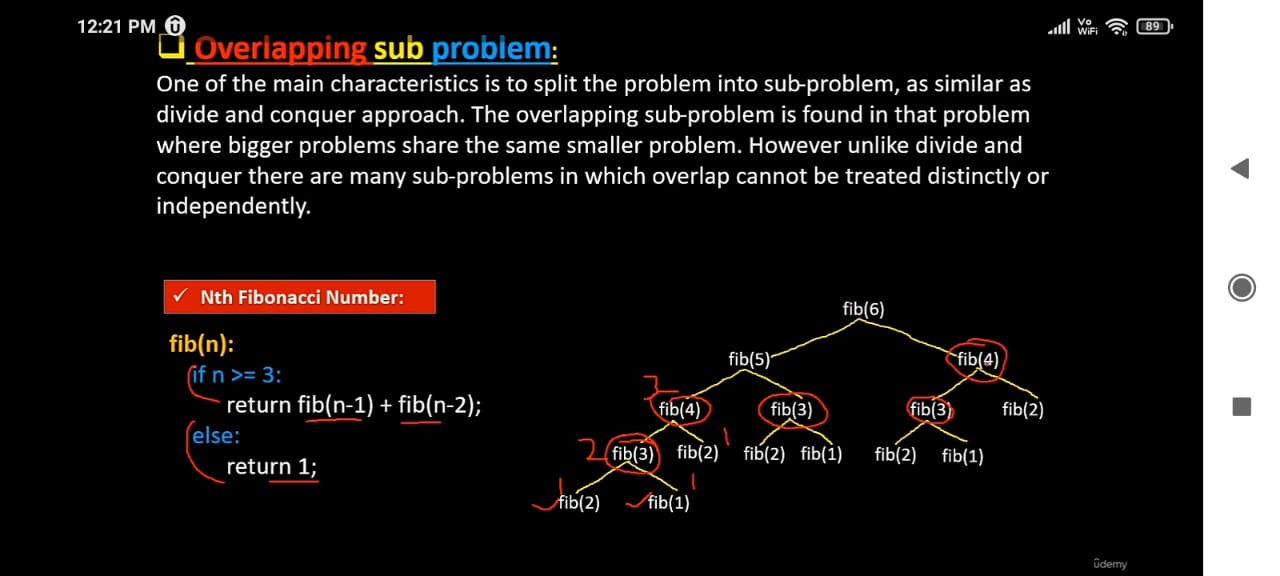 12:21 PM
Vo WiFi 89
Overlapping sub problem:
One of the main characteristics is to split the problem into sub-problem, as similar as
divide and conquer approach. The overlapping sub-problem is found in that problem
where bigger problems share the same smaller problem. However unlike divide and
conquer there are many sub-problems in which overlap cannot be treated distinctly or
independently.
✓ Nth Fibonacci Number:
fib(n):
if n >= 3:
return fib(n-1) + fib(n-2);
else:
return 1;
fib(6)
fib(5) fib(4)
3
fib(4) fib(3) fib(3) fib(2)
2 fib(3) fib(2) 1 fib(2) fib(1) fib(2) fib(1)
1 1
fib(2) fib(1)
ûdemy